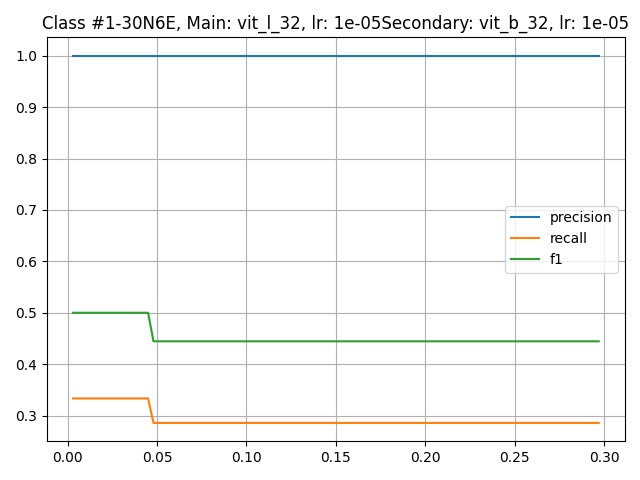 Class #1-30N6E, Main: vit_l_32, lr: 1e-05Secondary: vit_b_32, lr: 1e-05
1.0
0.9
0.8
0.7
0.6
0.5
0.4
0.3
precision
recall
f1
0.00 0.05 0.10 0.15 0.20 0.25 0.30